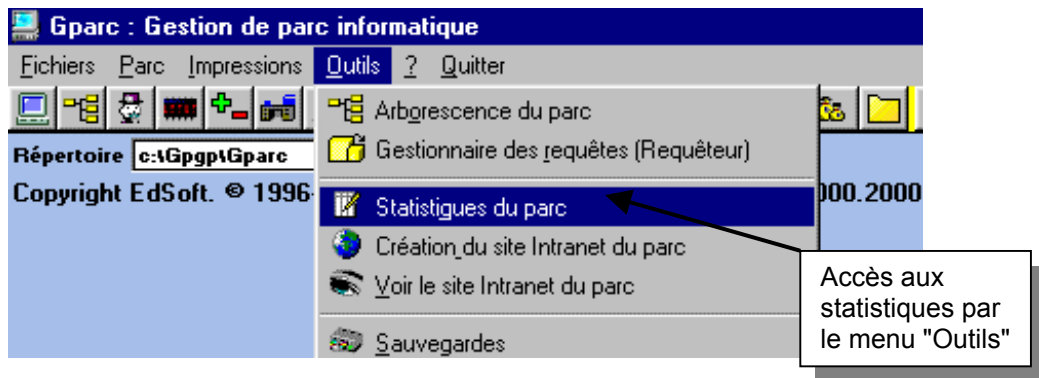 Gparc : Gestion de parc informatique
Fichiers Parc Impressions Outils ? Quitter
Arborescence du parc
Répertoire c:\Gpgp\Gparc
Gestionnaire des requêtes (Requêteur)
Copyright EdSoft. © 1996-
000.2000
Statistiques du parc
Création du site Intranet du parc
Voir le site Intranet du parc
Sauvegardes
Accès aux
statistiques par
le menu "Outils"